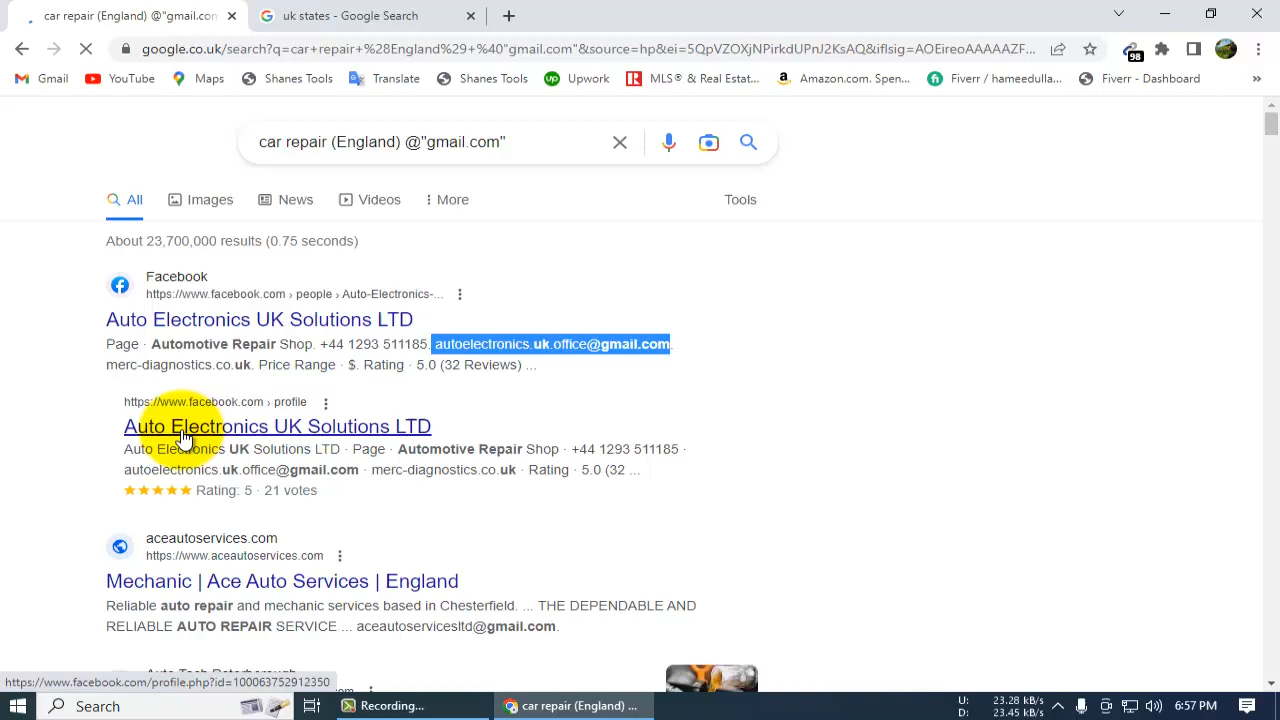 car repair (England) @"gmail.com"
uk states - Google Search
google.co.uk/search?q=car+repair+%28England%29+%40"gmail.com"&source=hp&ei=5QpVZOXjNPirkdUPnJ2KsAQ&iflsig=AOEireoAAAAAZF...
98
Gmail
YouTube
Maps
Shanes Tools
Translate
Shanes Tools
Upwork
MLS® & Real Estat...
Amazon.com. Spen...
Fiverr / hameedulla...
Fiverr - Dashboard
»
car repair (England) @"gmail.com"
All
Images
News
Videos
More
Tools
About 23,700,000 results (0.75 seconds)
Facebook
https://www.facebook.com › people › Auto-Electronics-...
Auto Electronics UK Solutions LTD
Page · Automotive Repair Shop. +44 1293 511185. autoelectronics.uk.office@gmail.com.
merc-diagnostics.co.uk. Price Range · $. Rating · 5.0 (32 Reviews) ...
https://www.facebook.com › profile
Auto Electronics UK Solutions LTD
Auto Electronics UK Solutions LTD · Page · Automotive Repair Shop · +44 1293 511185 ·
autoelectronics.uk.office@gmail.com · merc-diagnostics.co.uk · Rating · 5.0 (32 ...
Rating: 5 · 21 votes
aceautoservices.com
https://www.aceautoservices.com
Mechanic | Ace Auto Services | England
Reliable auto repair and mechanic services based in Chesterfield. ... THE DEPENDABLE AND
RELIABLE AUTO REPAIR SERVICE ... aceautoservicesltd@gmail.com.
Auto Tech Peterborough
https://www.facebook.com/profile.php?id=100063752912350
Search
Recording...
car repair (England) ...
U: 23.28 kB/s
D: 23.45 kB/s
6:57 PM